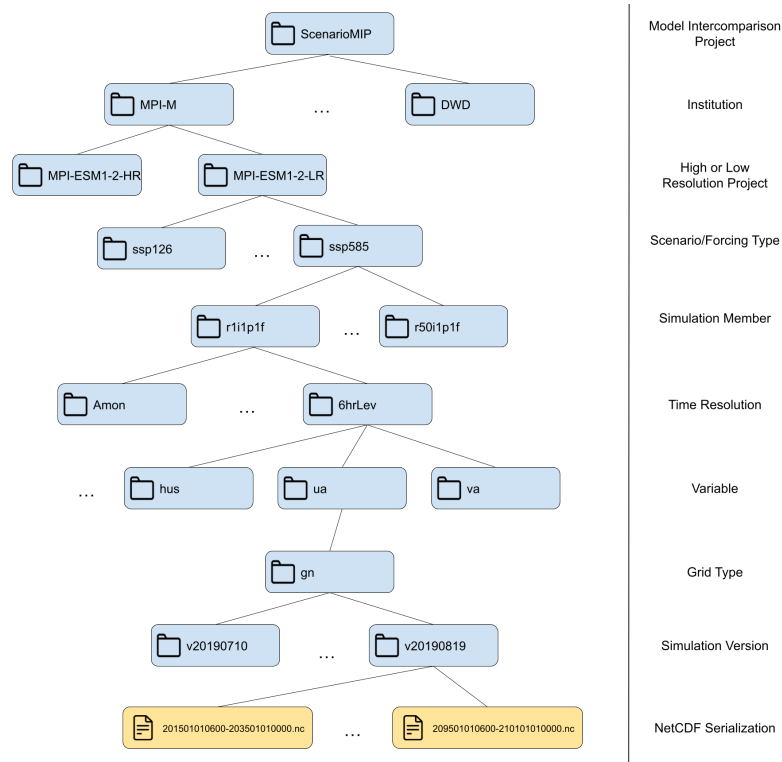 ScenarioMIP
Model Intercomparison
Project
MPI-M
...
DWD
Institution
MPI-ESM1-2-HR
MPI-ESM1-2-LR
High or Low
Resolution Project
ssp126
...
ssp585
Scenario/Forcing Type
r1i1p1f
...
r50i1p1f
Simulation Member
Amon
...
6hrLev
Time Resolution
...
hus
ua
va
Variable
gn
Grid Type
v20190710
...
v20190819
Simulation Version
201501010600-203501010000.nc
...
209501010600-210101010000.nc
NetCDF Serialization